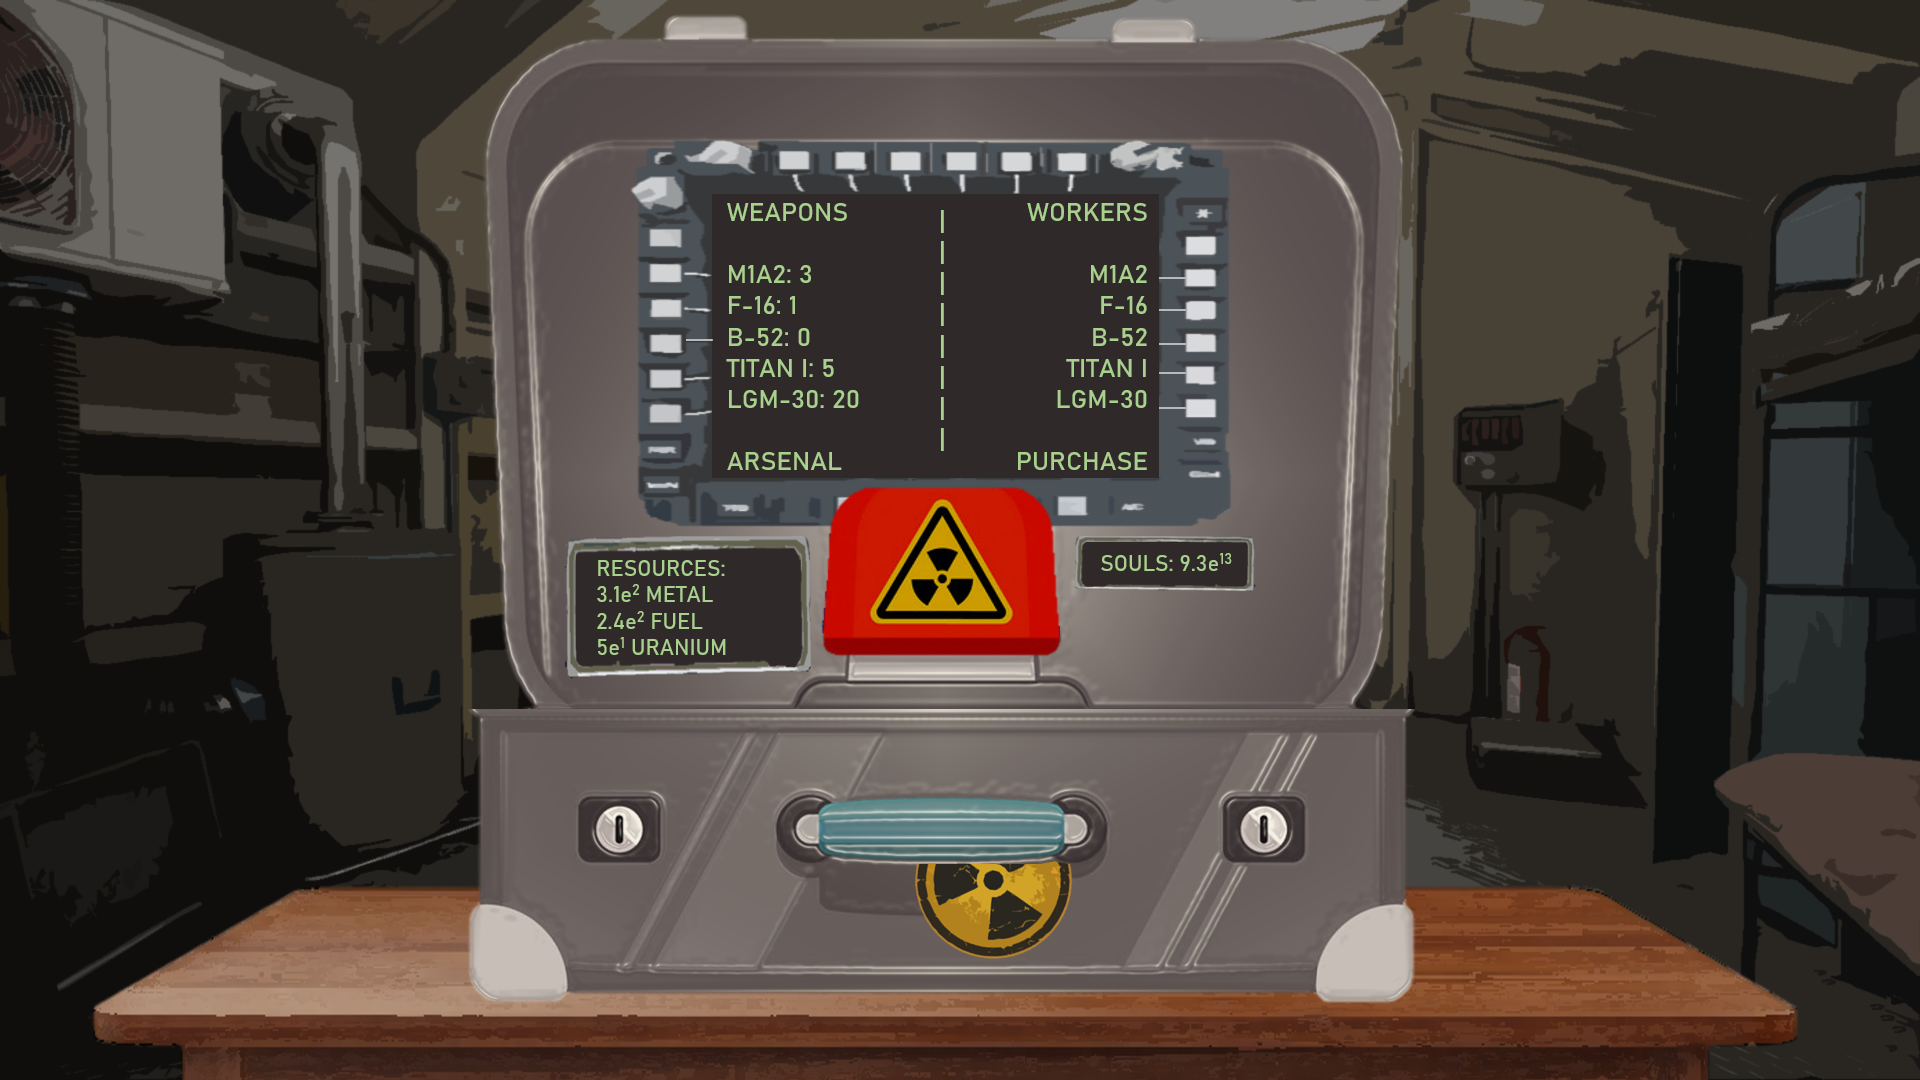 WEAPONS
WORKERS
M1A2: 3
M1A2
F-16: 1
F-16
B-52: 0
B-52
TITAN I: 5
TITAN I
LGM-30: 20
LGM-30
ARSENAL
PURCHASE
RESOURCES:
3.1e² METAL
2.4e² FUEL
5e¹ URANIUM
SOULS: 9.3e¹³